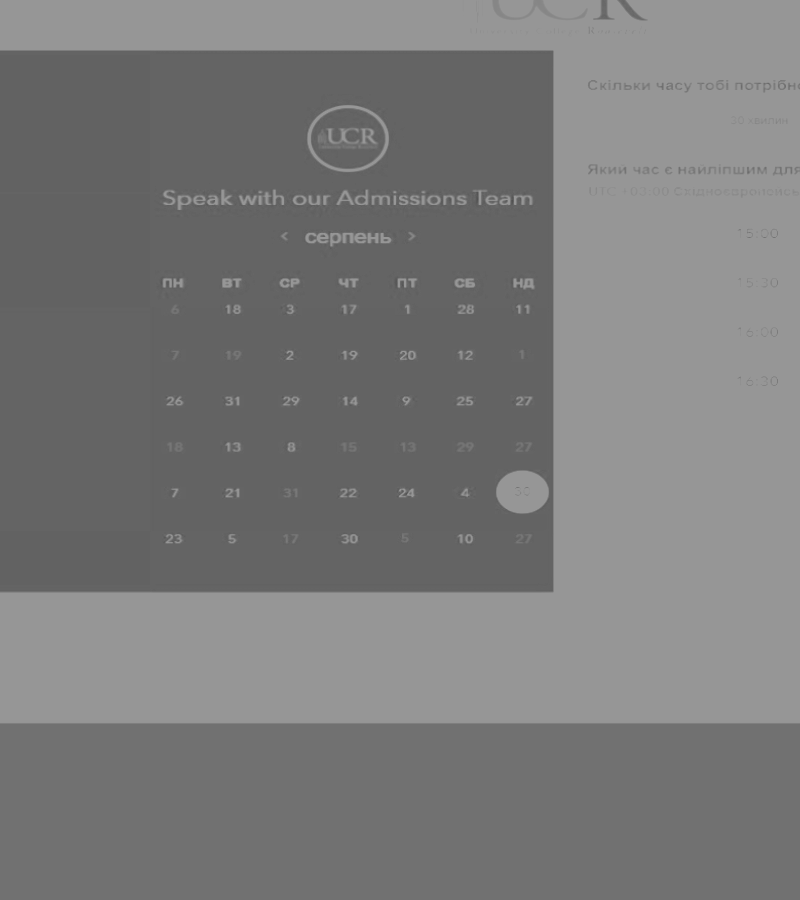 UCR
UCR
Speak with our Admissions Team
< серпень >
ПН ВТ СР ЧТ ПТ СБ НД
6 18 3 17 1 28 11
7 19 2 19 20 12 1
26 31 29 14 9 25 27
18 13 8 15 13 29 27
7 21 31 22 24 4 30
23 5 17 30 5 10 27
Скільки часу тобі потрібно
30 хвилин
Який час є найліпшим для
UTC +03:00
15:00
15:30
16:00
16:30